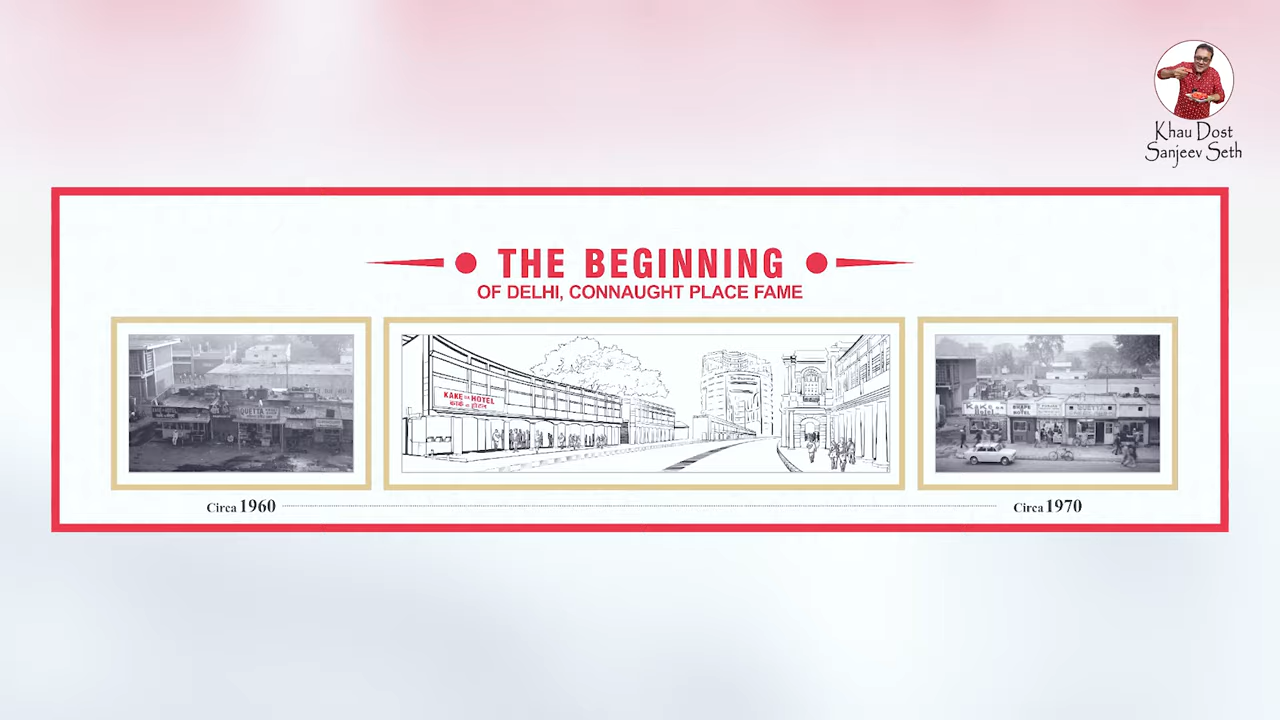 Khau Dost
Sanjeev Seth
THE BEGINNING
OF DELHI, CONNAUGHT PLACE FAME
QUETTA
KAKE DA HOTEL
काके दा होटल
HOTEL
QUETTA
Circa 1960
Circa 1970